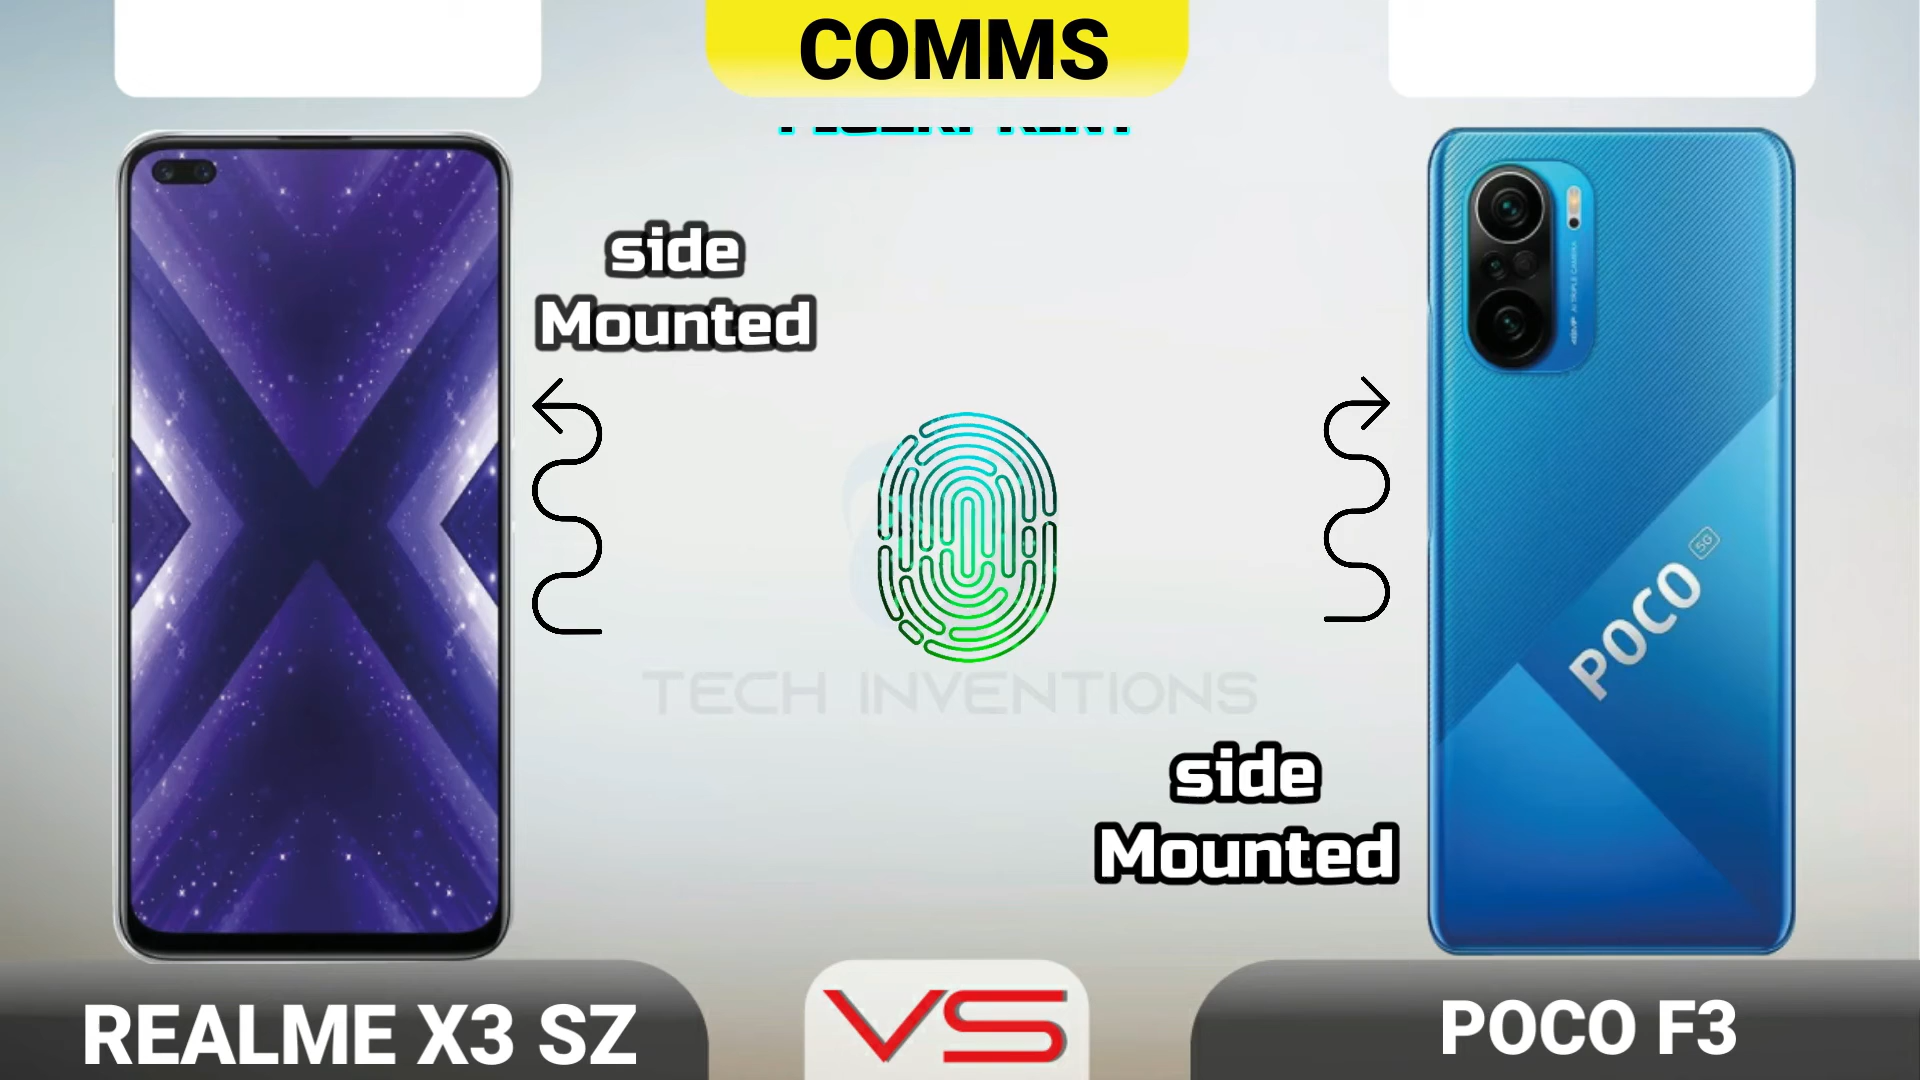 COMMS
side
Mounted
5G
POCO
TECH INVENTIONS
side
Mounted
REALME X3 SZ
VS
POCO F3